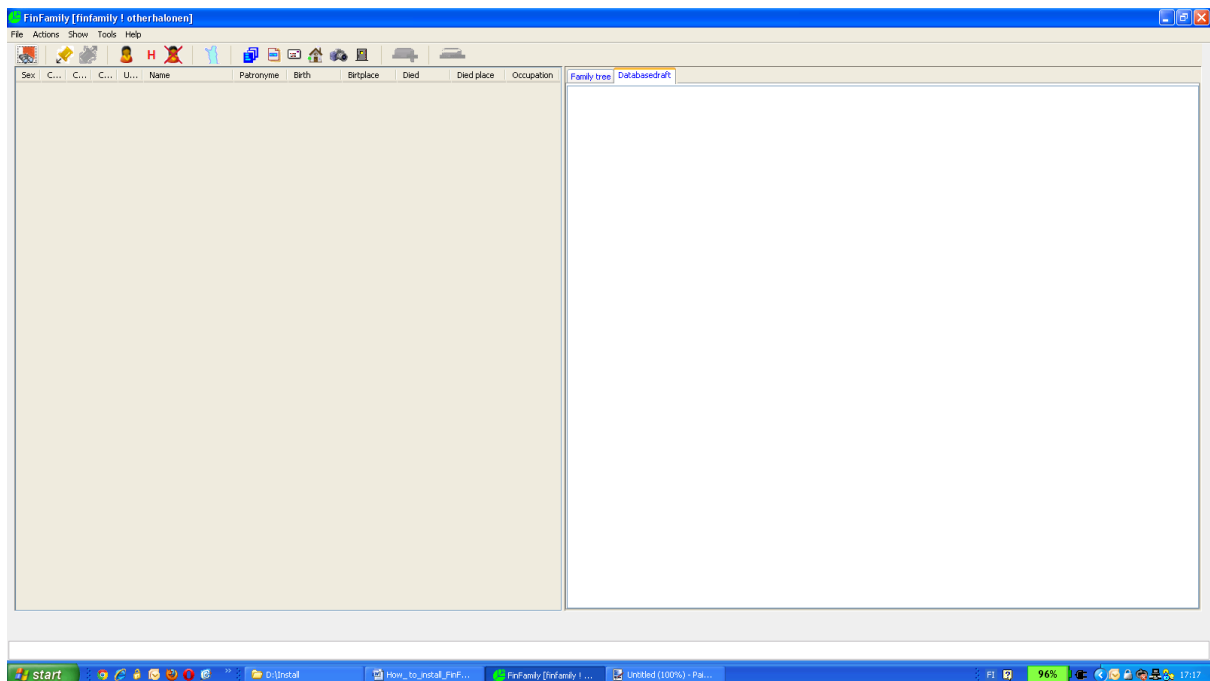 FinFamily [finfamily ! otherhalonen]
File Actions Show Tools Help
H
Sex C... C... C... U... Name Patronyme Birth Birtplace Died Died place Occupation
Family tree Databasedraft
start D:\Install How_to_install_FinF... FinFamily [finfamily ! ... Untitled (100%) - Pai... FI 96% 17:17